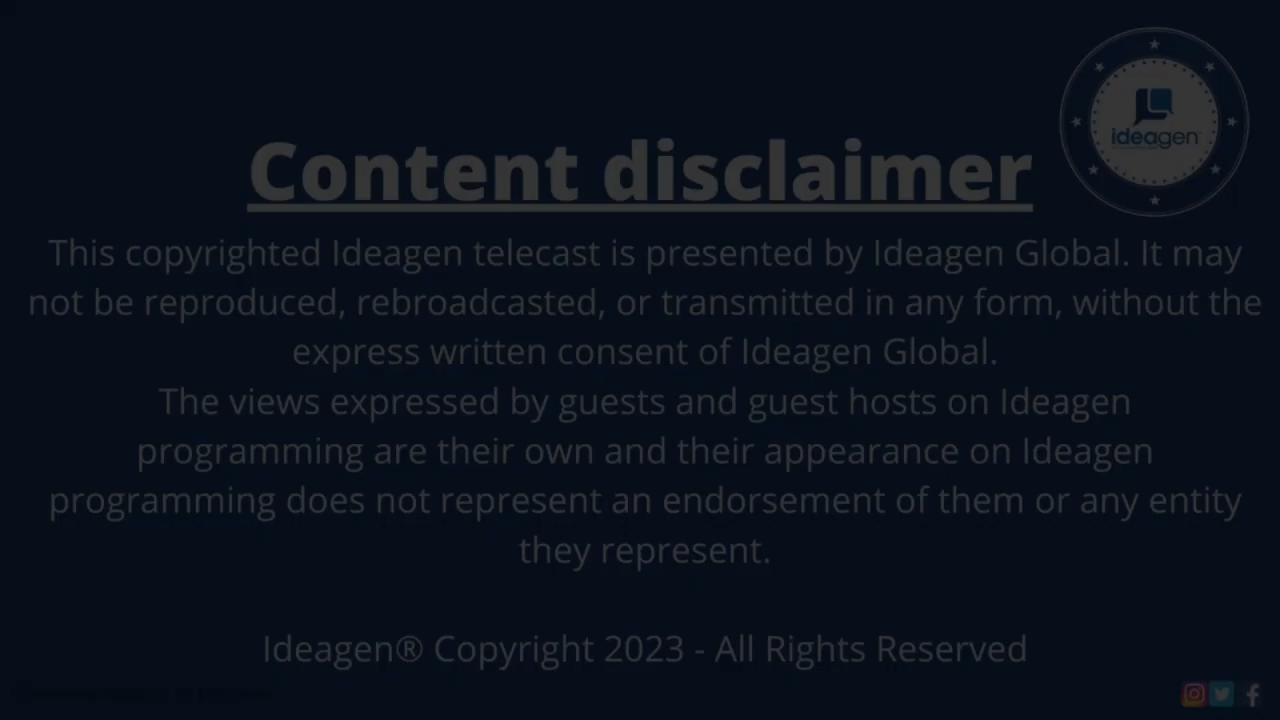 ideagen
Content disclaimer
This copyrighted Ideagen telecast is presented by Ideagen Global. It may
not be reproduced, rebroadcasted, or transmitted in any form, without the
express written consent of Ideagen Global.
The views expressed by guests and guest hosts on Ideagen
programming are their own and their appearance on Ideagen
programming does not represent an endorsement of them or any entity
they represent.
Ideagen® Copyright 2023 - All Rights Reserved